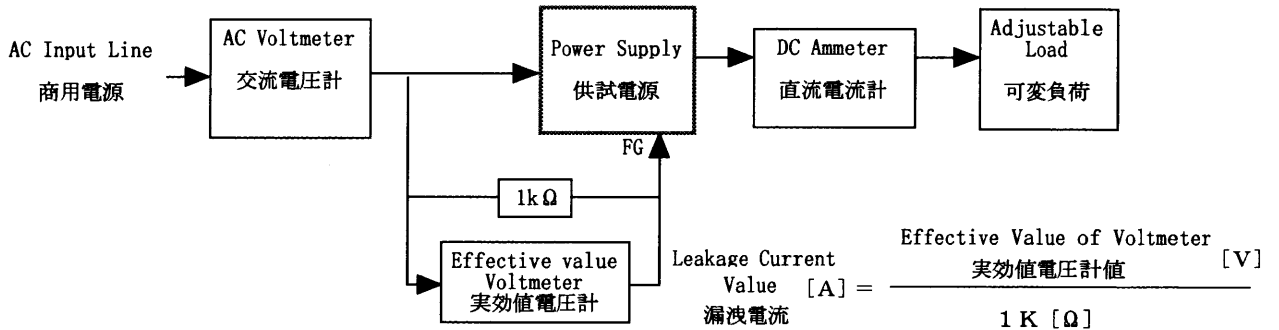 AC Input Line
商用電源
AC Voltmeter
交流電圧計
Power Supply
供試電源
DC Ammeter
直流電流計
Adjustable
Load
可変負荷
FG
1kΩ
Effective value
Voltmeter
実効値電圧計
Leakage Current
Value [A] =
漏洩電流
Effective Value of Voltmeter [V]
実効値電圧計値
1 K [Ω]